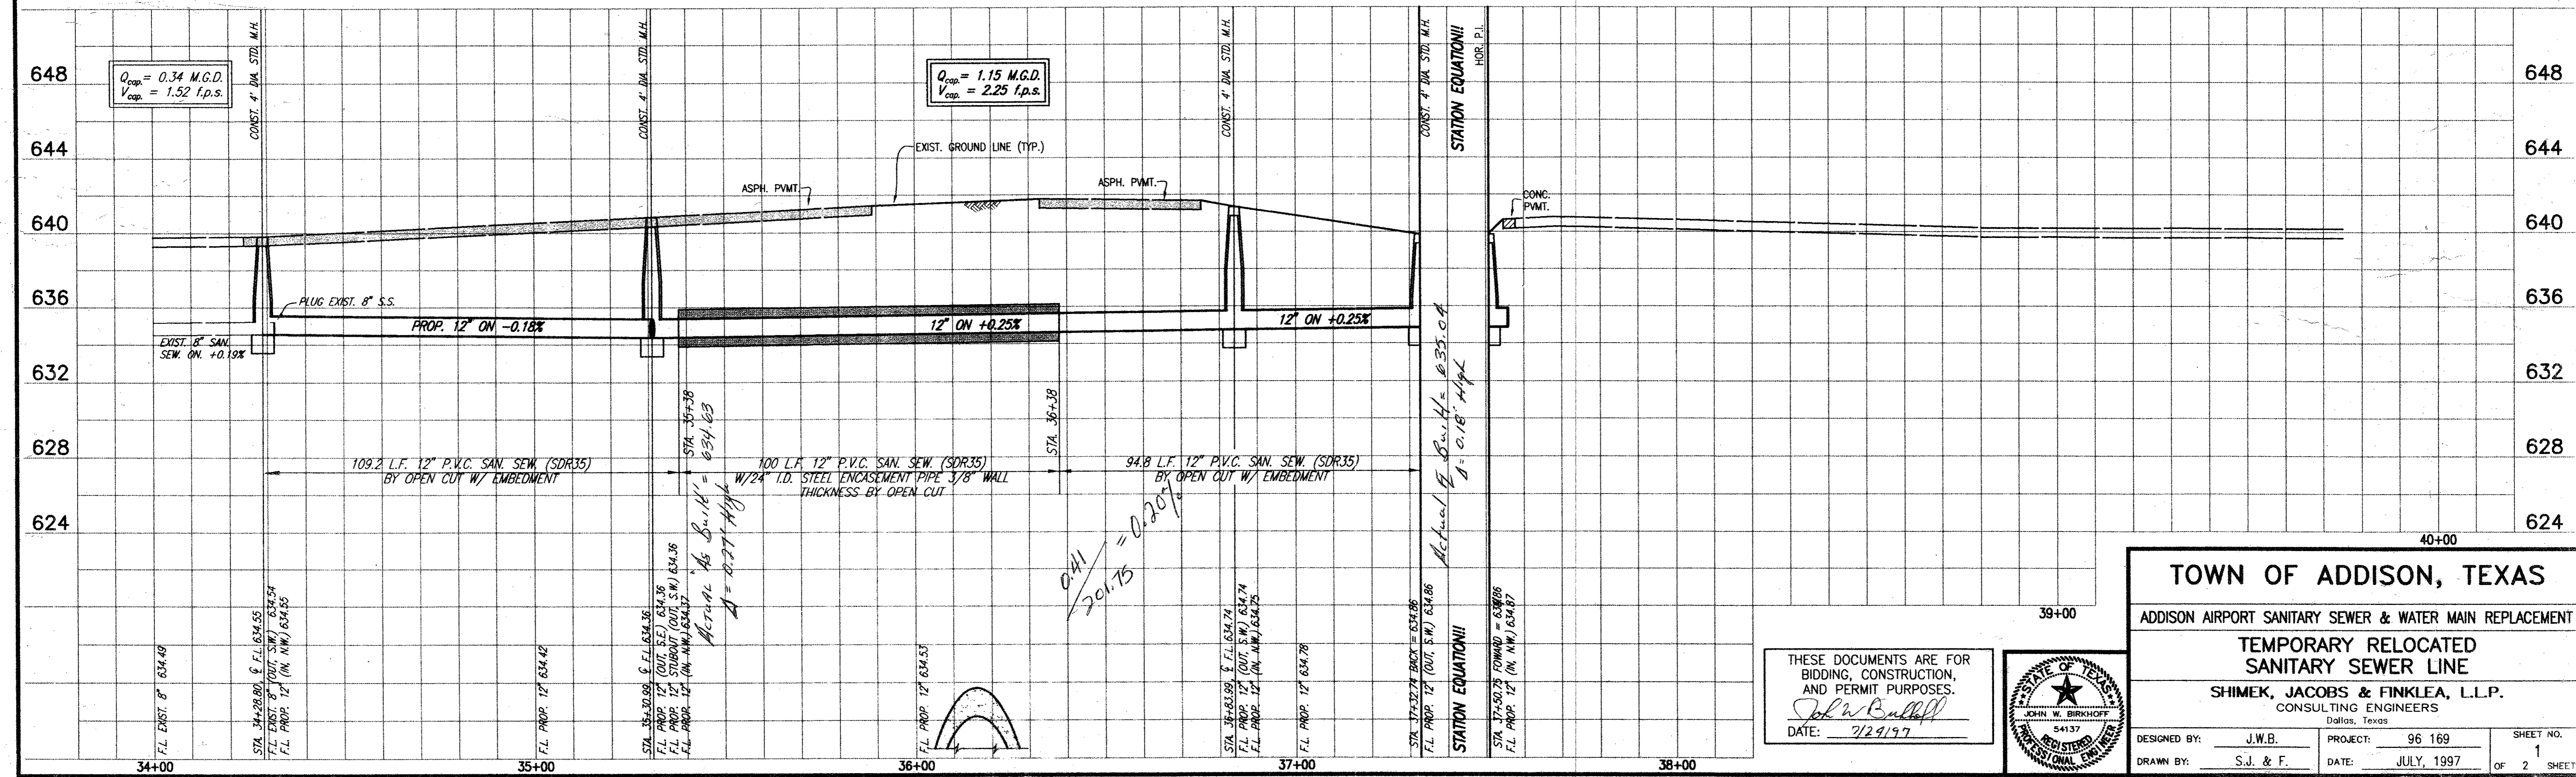 648
644
640
636
632
628
624
Qcap. = 0.34 M.G.D.
Vcap. = 1.52 f.p.s.
CONST. 4' DIA. STD. M.H.
CONST. 4' DIA. STD. M.H.
Qcap. = 1.15 M.G.D.
Vcap. = 2.25 f.p.s.
CONST. 4' DIA. STD. M.H.
CONST. 4' DIA. STD. M.H.
STATION EQUATION!!
HOR. P.I.
648
644
640
636
632
628
624
EXIST. GROUND LINE (TYP.)
ASPH. PVMT.
ASPH. PVMT.
CONC.
PVMT.
PLUG EXIST. 8" S.S.
PROP. 12" ON -0.18%
12" ON +0.25%
12" ON +0.25%
EXIST. 8" SAN.
SEW. ON. +0.19%
STA. 35+38
STA. 36+38
109.2 L.F. 12" P.V.C. SAN. SEW. (SDR35)
BY OPEN CUT W/ EMBEDMENT
100 L.F. 12" P.V.C. SAN. SEW. (SDR35)
W/24" I.D. STEEL ENCASEMENT PIPE 3/8" WALL
THICKNESS BY OPEN CUT
94.8 L.F. 12" P.V.C. SAN. SEW. (SDR35)
BY OPEN CUT W/ EMBEDMENT
Actual "As Built" = 634.63
Δ = 0.27' High
0.41/201.75 = 0.20%
Actual As Built = 635.04
Δ = 0.18' High
F.L. EXIST. 8" 634.49
STA. 34+28.80, ℄ F.L. 634.55
F.L. EXIST. 8" (OUT, S.W.) 634.54
F.L. PROP. 12" (IN, N.W.) 634.55
F.L. PROP. 12" 634.42
STA. 35+30.99, ℄ F.L. 634.36
F.L. PROP. 12" (OUT, S.E.) 634.36
F.L. PROP. 12" STUBOUT (OUT, S.W.) 634.36
F.L. PROP. 12" (IN, N.W.) 634.37
F.L. PROP. 12" 634.53
STA. 36+83.99, ℄ F.L. 634.74
F.L. PROP. 12" (OUT, S.W.) 634.74
F.L. PROP. 12" (IN, N.W.) 634.75
F.L. PROP. 12" 634.78
STA. 37+32.74 BACK = 634.86
F.L. PROP. 12" (OUT, S.W.) 634.86
STATION EQUATION!!
STA. 37+50.75 FOWARD = 634.86
F.L. PROP. 12" (IN, N.W.) 634.87
34+00
35+00
36+00
37+00
38+00
39+00
40+00
THESE DOCUMENTS ARE FOR
BIDDING, CONSTRUCTION,
AND PERMIT PURPOSES.
John W Birkhoff
DATE: 7/29/97
STATE OF TEXAS
JOHN W. BIRKHOFF
54137
REGISTERED
PROFESSIONAL ENGINEER
TOWN OF ADDISON, TEXAS
ADDISON AIRPORT SANITARY SEWER & WATER MAIN REPLACEMENT
TEMPORARY RELOCATED
SANITARY SEWER LINE
SHIMEK, JACOBS & FINKLEA, L.L.P.
CONSULTING ENGINEERS
Dallas, Texas
DESIGNED BY: J.W.B. PROJECT: 96 169 SHEET NO.
1
DRAWN BY: S.J. & F. DATE: JULY, 1997 OF 2 SHEET